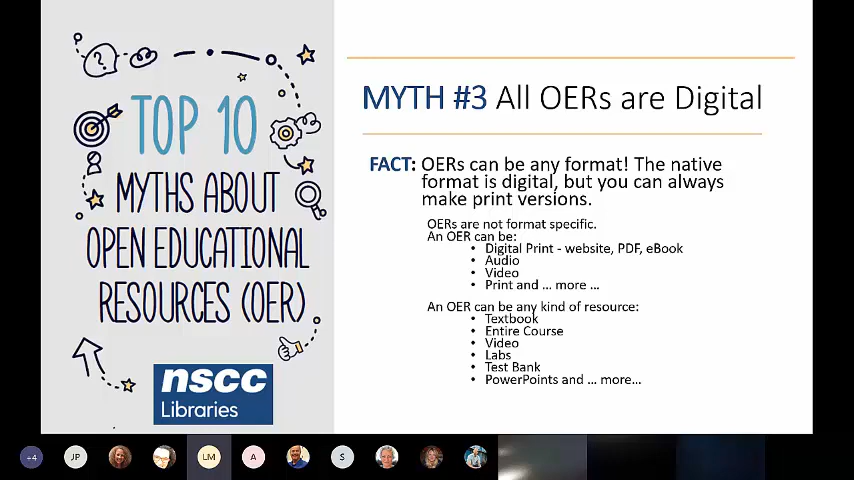 TOP 10
MYTHS ABOUT
OPEN EDUCATIONAL
RESOURCES (OER)
nscc
Libraries
MYTH #3 All OERs are Digital
FACT: OERs can be any format! The native
format is digital, but you can always
make print versions.
OERs are not format specific.
An OER can be:
• Digital Print - website, PDF, eBook
• Audio
• Video
• Print and ... more ...
An OER can be any kind of resource:
• Textbook
• Entire Course
• Video
• Labs
• Test Bank
• PowerPoints and ... more...
+4 JP LM A S